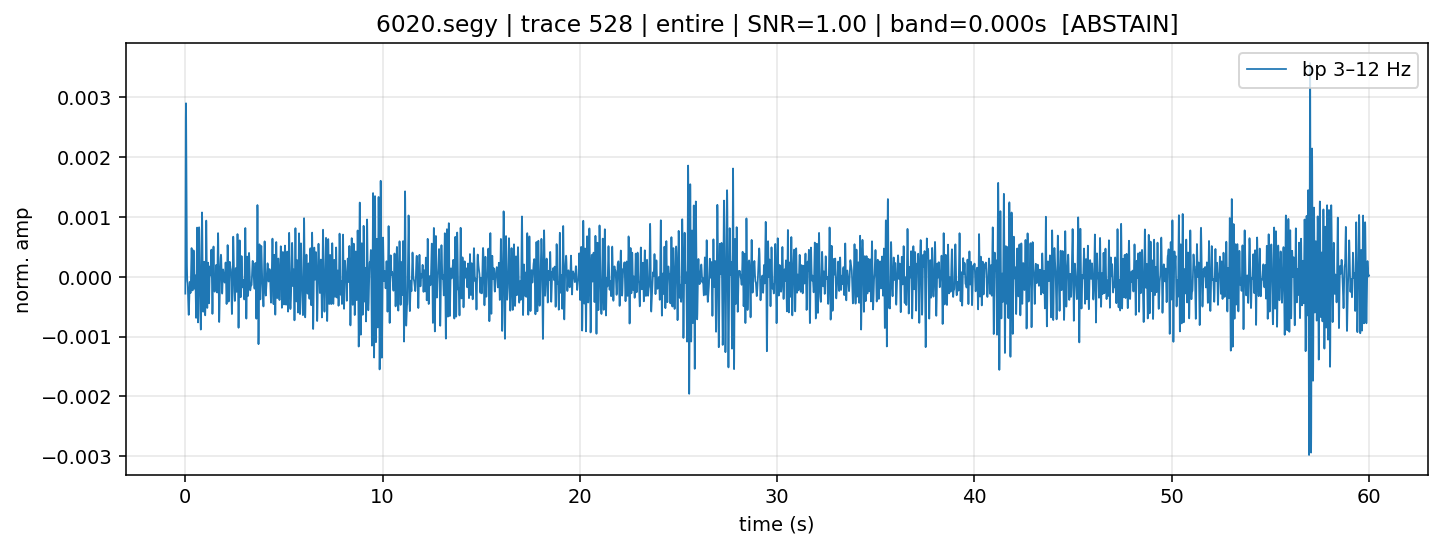 6020.segy | trace 528 | entire | SNR=1.00 | band=0.000s  [ABSTAIN]
bp 3–12 Hz
norm. amp
0.003
0.002
0.001
0.000
−0.001
−0.002
−0.003
0 10 20 30 40 50 60
time (s)